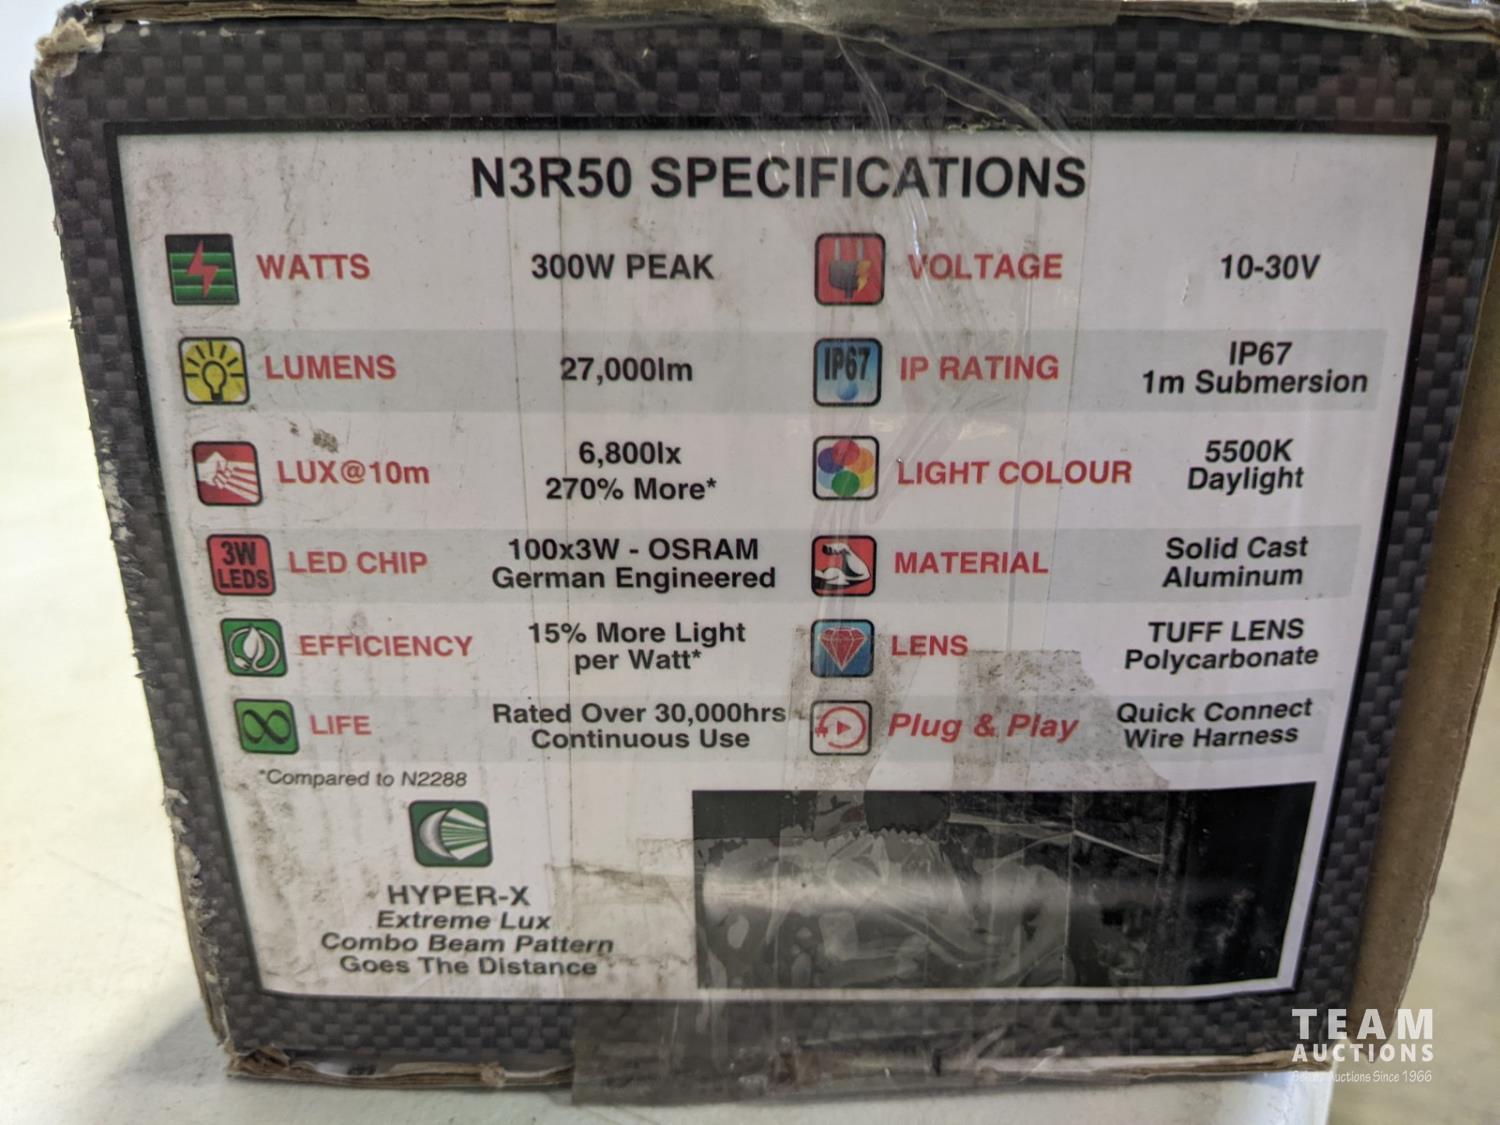 N3R50 SPECIFICATIONS
WATTS 300W PEAK
VOLTAGE 10-30V
LUMENS 27,000lm
IP67 IP RATING IP67
1m Submersion
LUX@10m 6,800lx
270% More*
LIGHT COLOUR 5500K
Daylight
3W
LEDS
LED CHIP 100x3W - OSRAM
German Engineered
MATERIAL Solid Cast
Aluminum
EFFICIENCY 15% More Light
per Watt*
LENS TUFF LENS
Polycarbonate
LIFE Rated Over 30,000hrs
Continuous Use
Plug & Play Quick Connect
Wire Harness
*Compared to N2288
HYPER-X
Extreme Lux
Combo Beam Pattern
Goes The Distance
TEAM
AUCTIONS
Auctions Since 1966